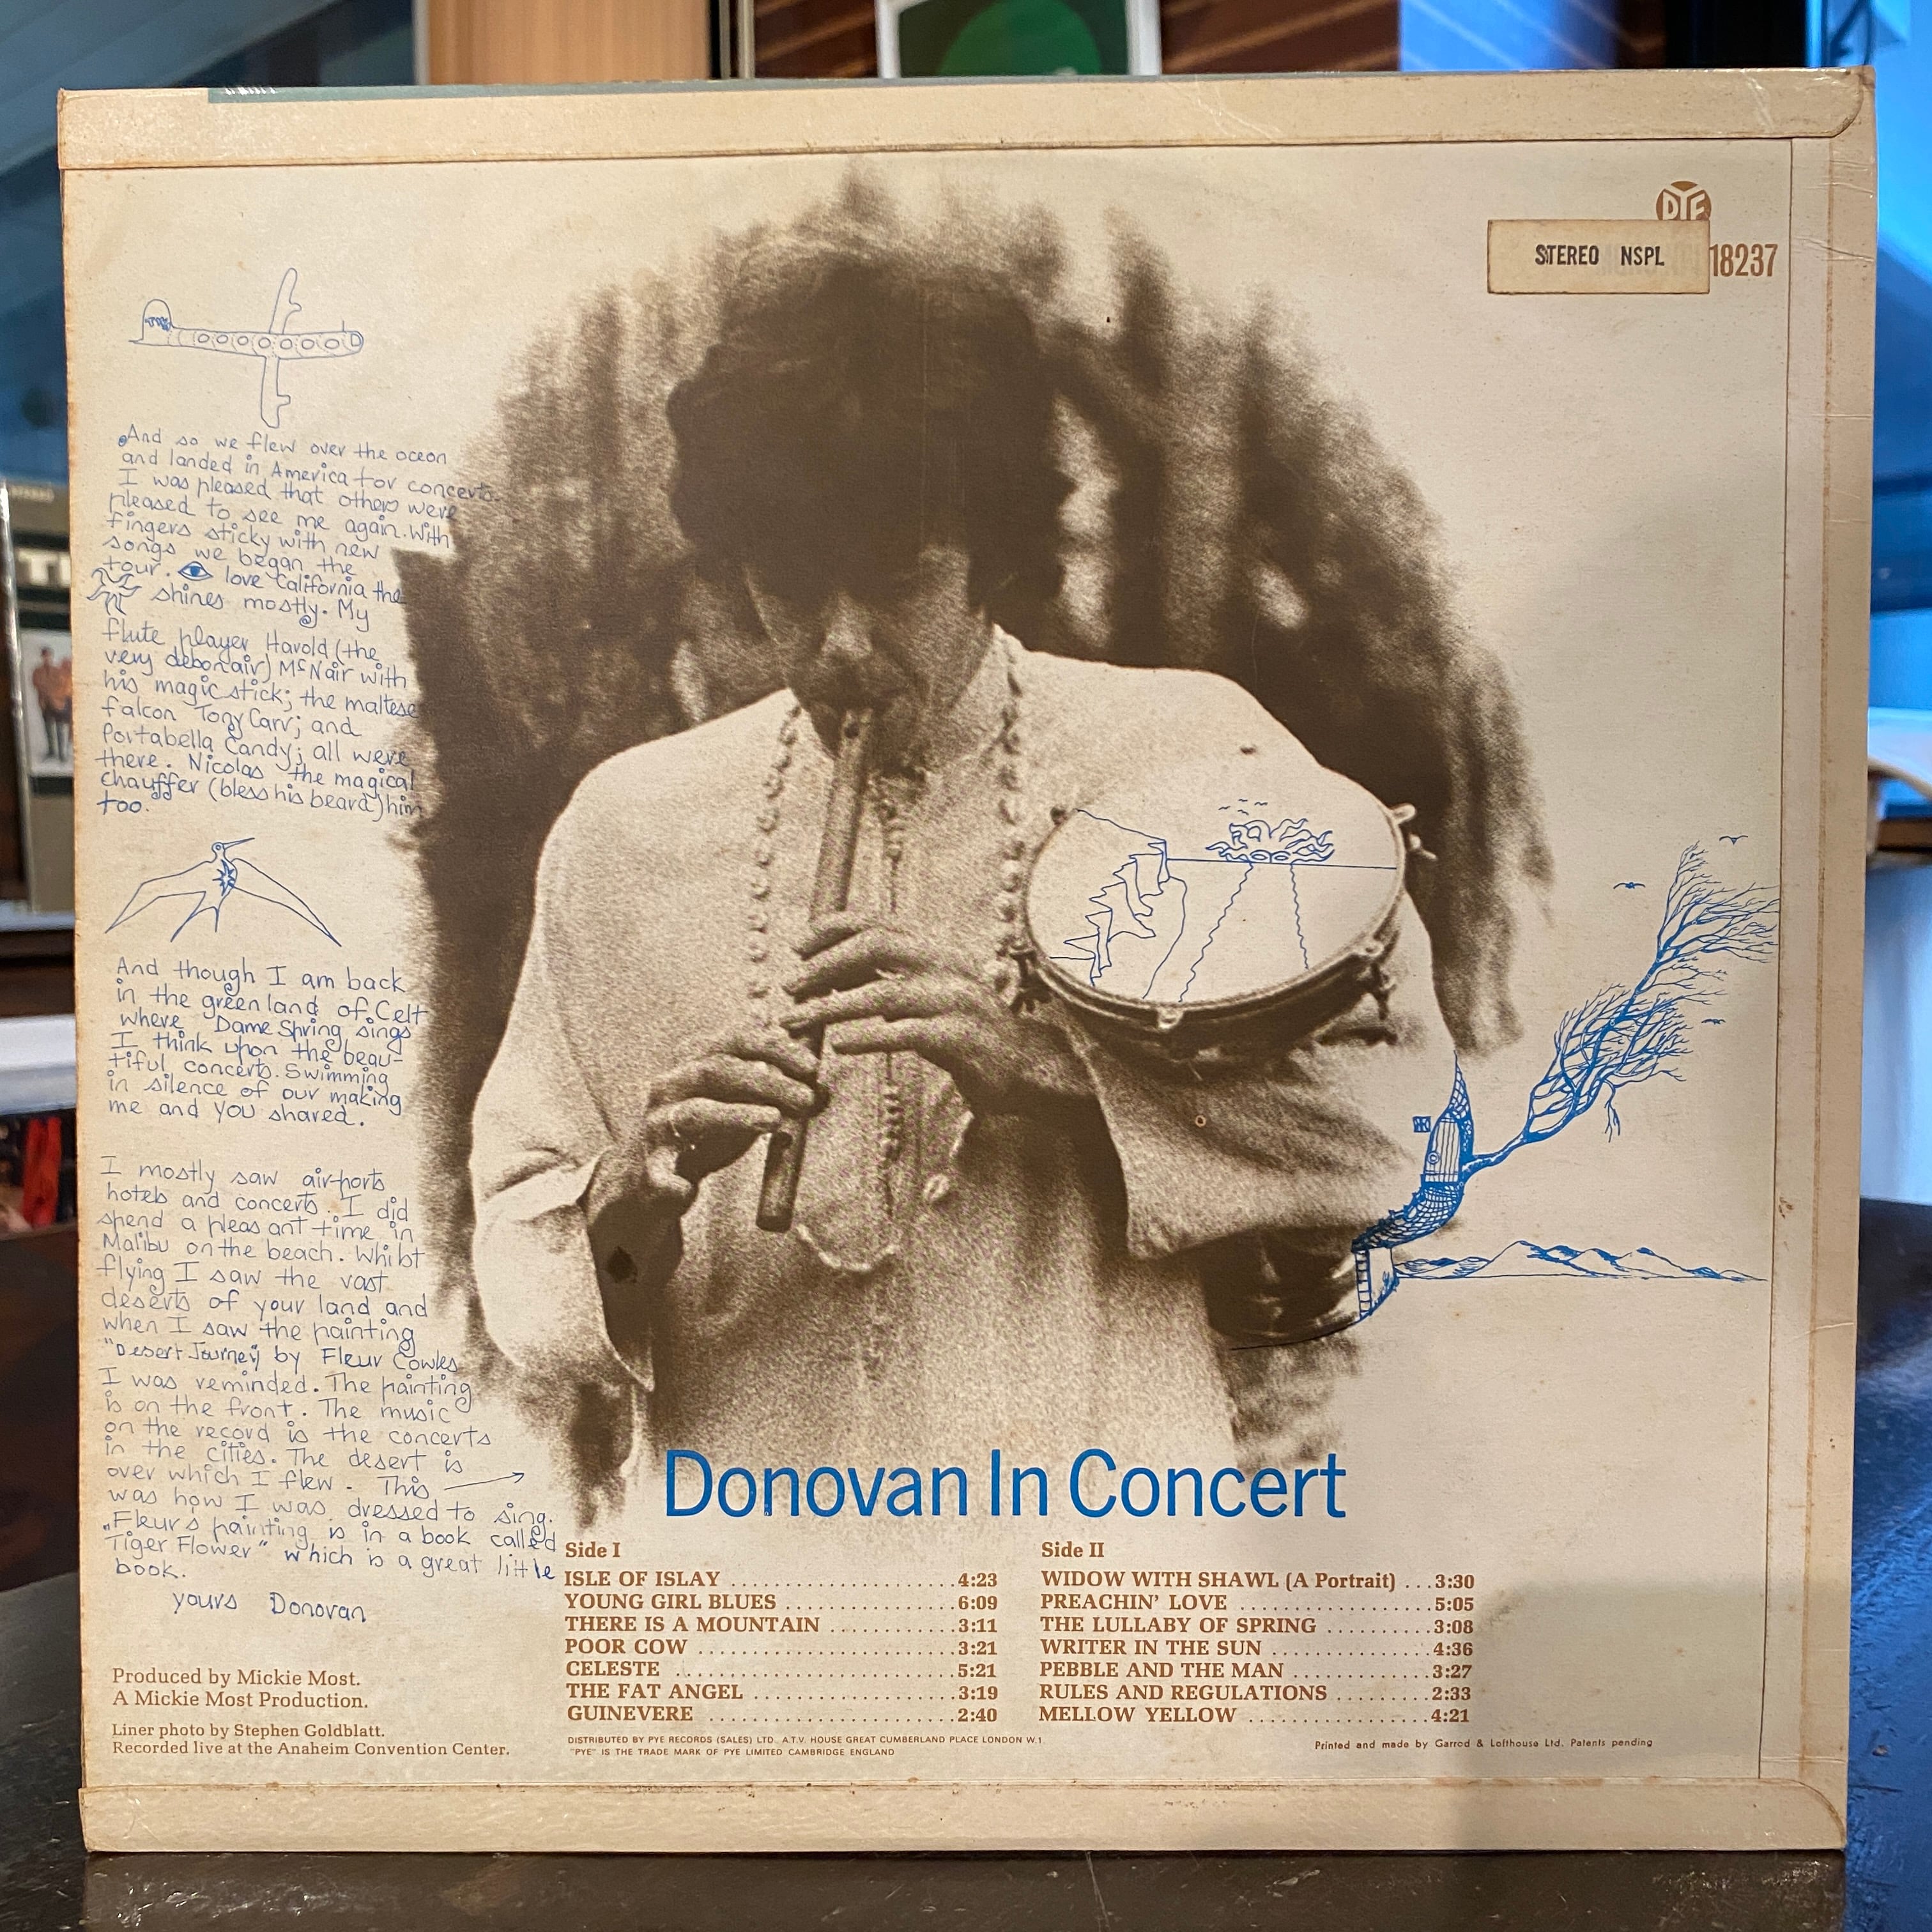 PYE
STEREO NSPL 18237
And so we flew over the ocean
and landed in America for concerts.
I was pleased that others were
pleased to see me again. With
fingers sticky with new
songs we began the
tour. love California the
shines mostly. My
flute player Harold (the
very debonair) McNair with
his magic stick; the maltese
falcon Tony Carr; and
Portabella Candy; all were
there. Nicolas the magical
chauffer (bless his beard) him
too.
And though I am back
in the green land of Celt
where Dame Spring sings
I think upon the beau-
tiful concerts. Swimming
in silence of our making
me and you shared.
I mostly saw airports
hotels and concerts. I did
spend a pleasant time in
Malibu on the beach. Whilst
flying I saw the vast
deserts of your land and
when I saw the painting
"Desert Journey by Fleur Cowles
I was reminded. The painting
is on the front. The music
on the record is the concerts
in the cities. The desert is
over which I flew. This
was how I was dressed to sing.
Fleurs painting is in a book called
"Tiger Flower" which is a great little
book.
yours Donovan
Donovan In Concert
Side I
ISLE OF ISLAY ..................... 4:23
YOUNG GIRL BLUES ................ 6:09
THERE IS A MOUNTAIN ............ 3:11
POOR COW ........................ 3:21
CELESTE .......................... 5:21
THE FAT ANGEL ................... 3:19
GUINEVERE ....................... 2:40
Side II
WIDOW WITH SHAWL (A Portrait) ... 3:30
PREACHIN' LOVE .................. 5:05
THE LULLABY OF SPRING .......... 3:08
WRITER IN THE SUN ............... 4:36
PEBBLE AND THE MAN ............. 3:27
RULES AND REGULATIONS ......... 2:33
MELLOW YELLOW .................. 4:21
Produced by Mickie Most.
A Mickie Most Production.
Liner photo by Stephen Goldblatt.
Recorded live at the Anaheim Convention Center.
DISTRIBUTED BY PYE RECORDS (SALES) LTD. A.T.V. HOUSE GREAT CUMBERLAND PLACE LONDON W.1.
"PYE" IS THE TRADE MARK OF PYE LIMITED CAMBRIDGE ENGLAND
Printed and made by Garrod & Lofthouse Ltd. Patents pending